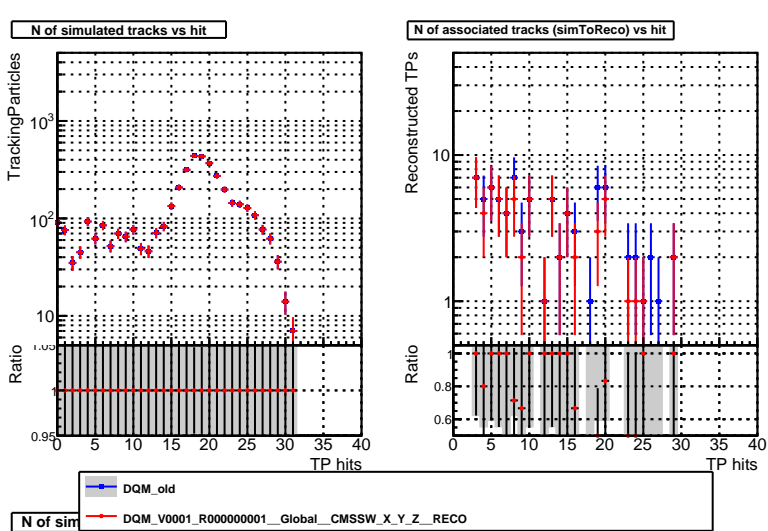 N of simulated tracks vs hit
N of associated tracks (simToReco) vs hit
TrackingParticles
10³
10²
10
Ratio
1.05
1
0.95
0 5 10 15 20 25 30 35 40
TP hits
Reconstructed TPs
10
1
Ratio
1
0.8
0.6
0 5 10 15 20 25 30 35 40
TP hits
DQM_old
DQM_V0001_R000000001__Global__CMSSW_X_Y_Z__RECO
N of sim